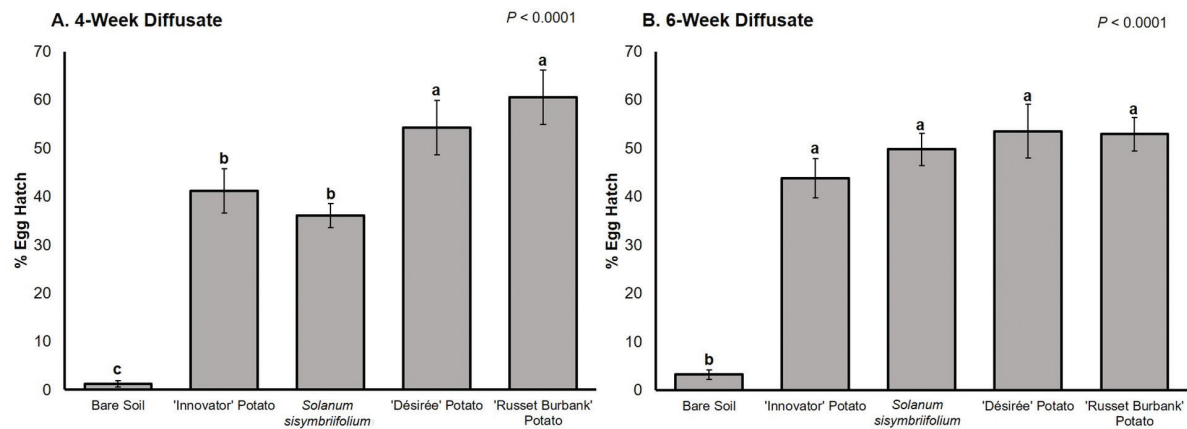 A. 4-Week Diffusate
P < 0.0001
% Egg Hatch
70
60
50
40
30
20
10
0
c
b
b
a
a
Bare Soil
'Innovator' Potato
Solanum
sisymbriifolium
'Désirée' Potato
'Russet Burbank'
Potato
B. 6-Week Diffusate
P < 0.0001
% Egg Hatch
70
60
50
40
30
20
10
0
b
a
a
a
a
Bare Soil
'Innovator' Potato
Solanum
sisymbriifolium
'Désirée' Potato
'Russet Burbank'
Potato